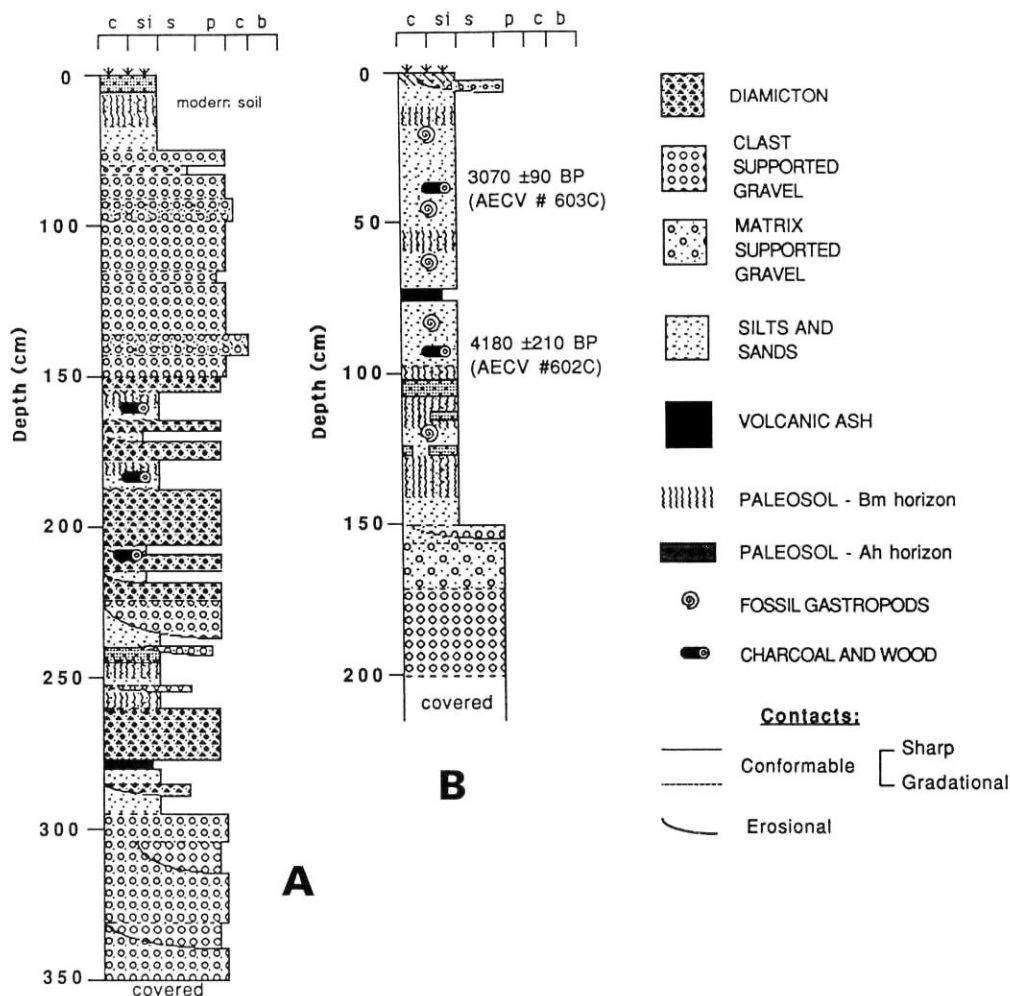 c si s p c b
0
modern soil
100
150
200
250
300
350
Depth (cm)
covered
A
c si s p c b
0
3070 ±90 BP
(AECV # 603C)
50
4180 ±210 BP
(AECV #602C)
100
150
200
Depth (cm)
covered
B
DIAMICTON
CLAST
SUPPORTED
GRAVEL
MATRIX
SUPPORTED
GRAVEL
SILTS AND
SANDS
VOLCANIC ASH
PALEOSOL - Bm horizon
PALEOSOL - Ah horizon
FOSSIL GASTROPODS
CHARCOAL AND WOOD
Contacts:
Conformable
Sharp
Gradational
Erosional